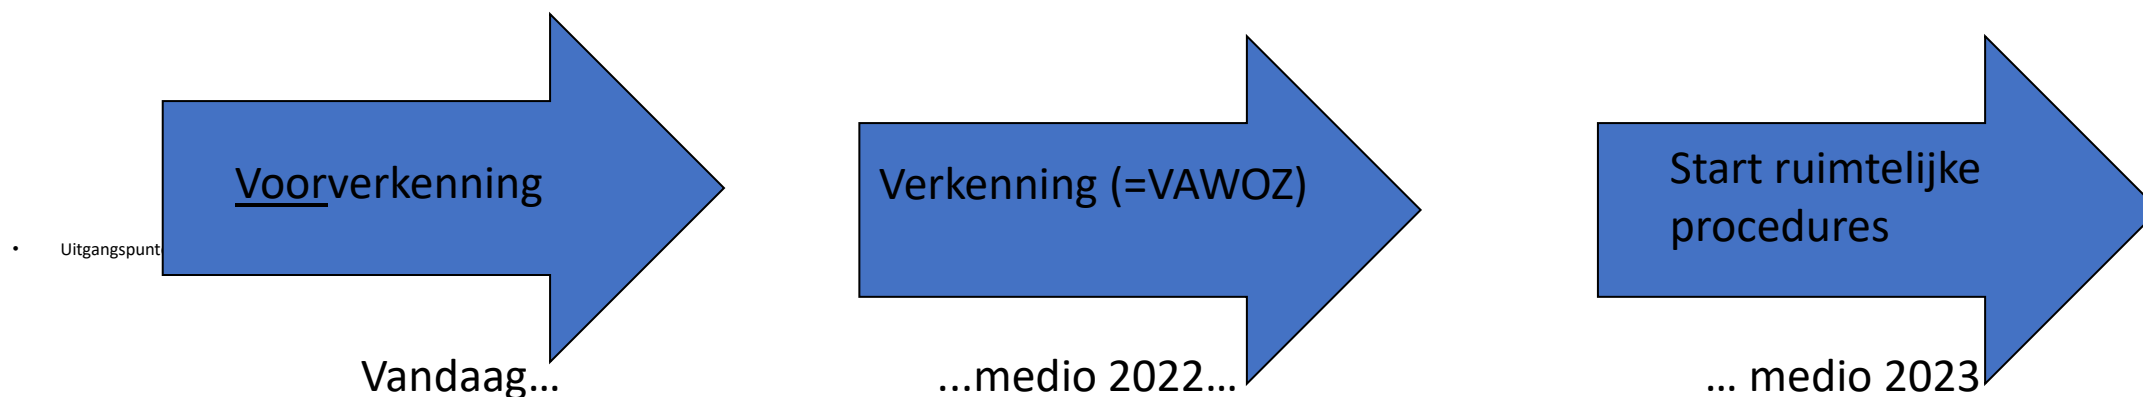 Voorverkenning
Verkenning (=VAWOZ)
Start ruimtelijke
procedures
• Uitgangspunt
Vandaag…
...medio 2022…
… medio 2023